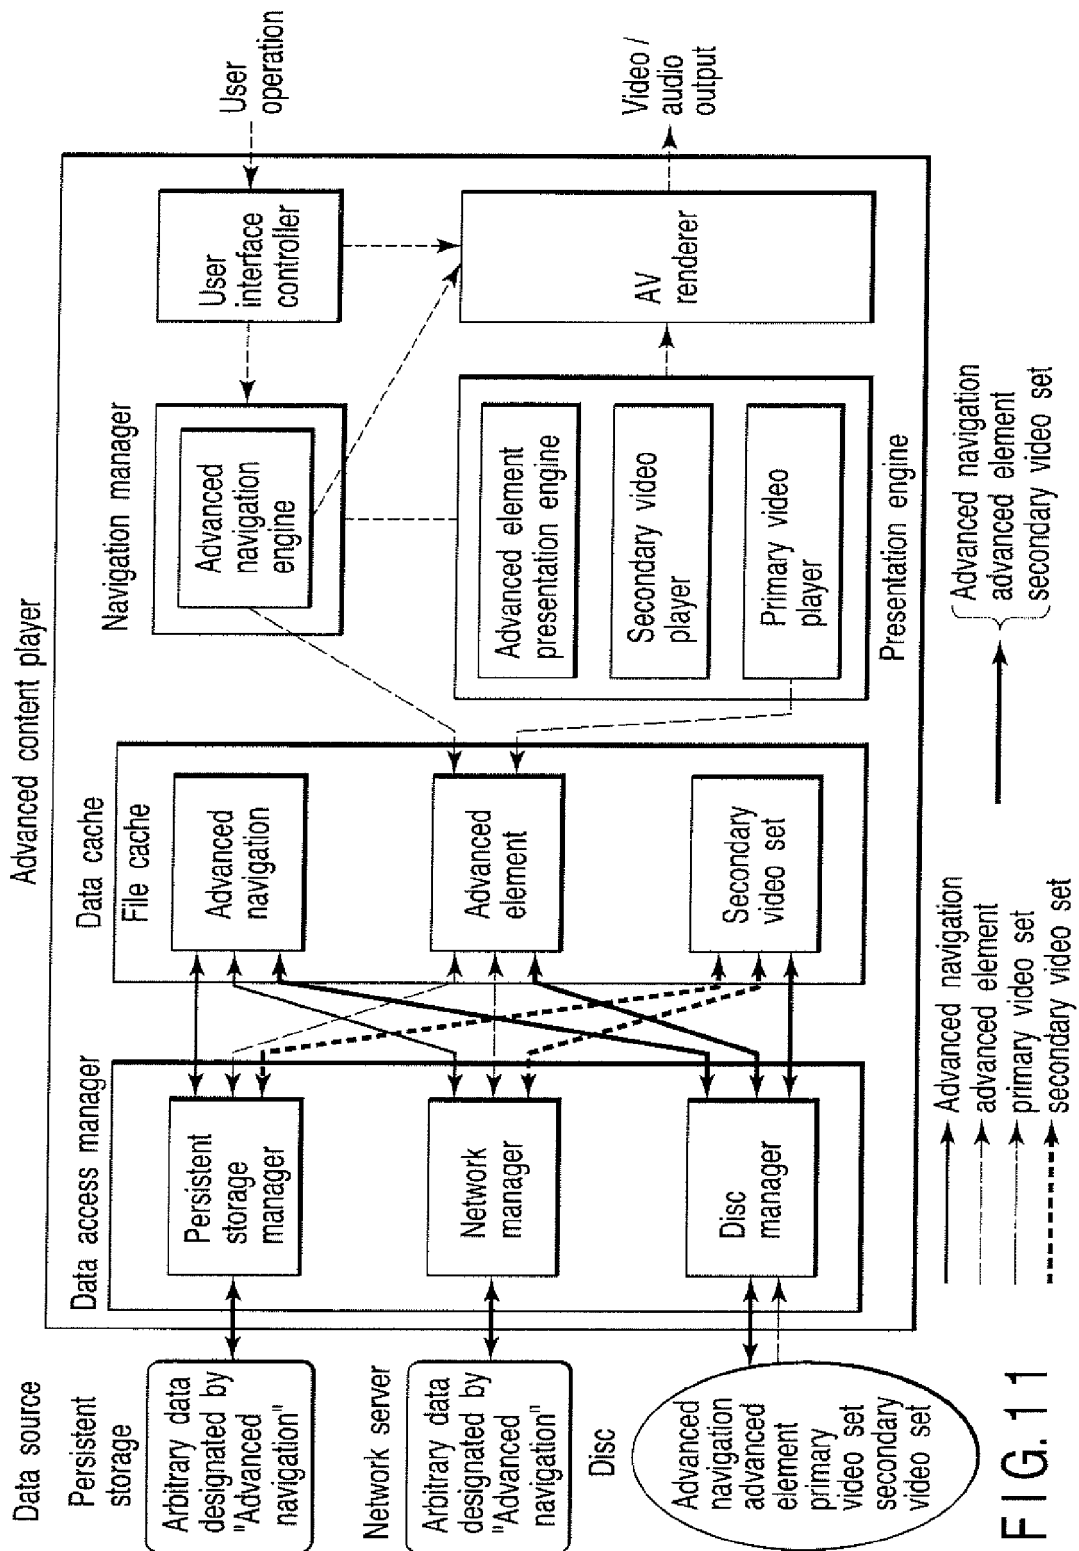 Advanced content player
Data source
Persistent
storage
Arbitrary data
designated by
"Advanced
navigation"
Network server
Arbitrary data
designated by
"Advanced
navigation"
Disc
Advanced
navigation
advanced
element
primary
video set
secondary
video set
Data access manager
Persistent
storage
manager
Network
manager
Disc
manager
Data cache
File cache
Advanced
navigation
Advanced
element
Secondary
video set
Navigation manager
Advanced
navigation
engine
Advanced element
presentation engine
Secondary video
player
Primary video
player
Presentation engine
User
interface
controller
AV
renderer
User
operation
Video /
audio
output
Advanced navigation
advanced element
primary video set
secondary video set
Advanced navigation
advanced element
secondary video set
FIG. 11